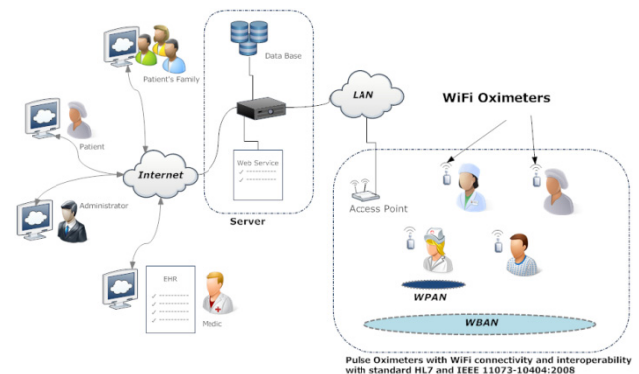 Patient's Family
Data Base
LAN
WiFi Oximeters
Patient
Internet
Web Service
Access Point
Administrator
Server
EHR
Medic
WPAN
WBAN
Pulse Oximeters with WiFi connectivity and interoperability
with standard HL7 and IEEE 11073-10404:2008